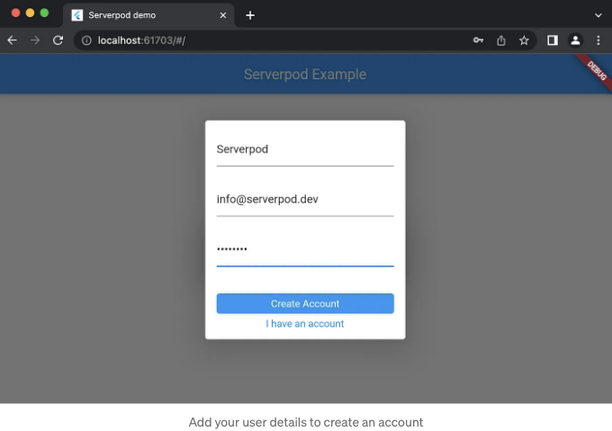 Serverpod demo
localhost:61703/#/
Serverpod Example
DEBUG
Serverpod
info@serverpod.dev
••••••••
Create Account
I have an account
Add your user details to create an account